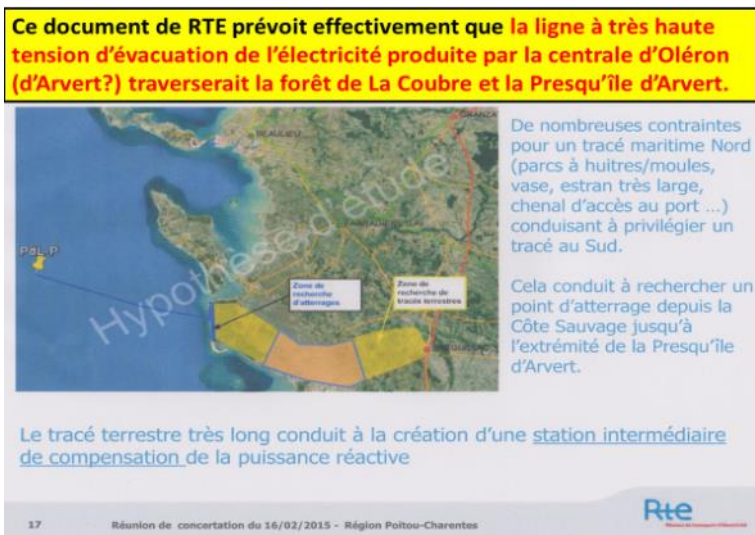 Ce document de RTE prévoit effectivement que la ligne à très haute
tension d'évacuation de l'électricité produite par la centrale d'Oléron
(d'Arvert?) traverserait la forêt de La Coubre et la Presqu'île d'Arvert.
BEAULIEU
PdL-P
Hypothèse d'étude
Zone de
recherche
d'atterrages
Zone de
recherche de
tracés terrestres
De nombreuses contraintes
pour un tracé maritime Nord
(parcs à huitres/moules,
vase, estran très large,
chenal d'accès au port ...)
conduisant à privilégier un
tracé au Sud.
Cela conduit à rechercher un
point d'atterrage depuis la
Côte Sauvage jusqu'à
l'extrémité de la Presqu'île
d'Arvert.
Le tracé terrestre très long conduit à la création d'une station intermédiaire
de compensation de la puissance réactive
17 Réunion de concertation du 16/02/2015 - Région Poitou-Charentes
Rte
Réseau de transport d'électricité